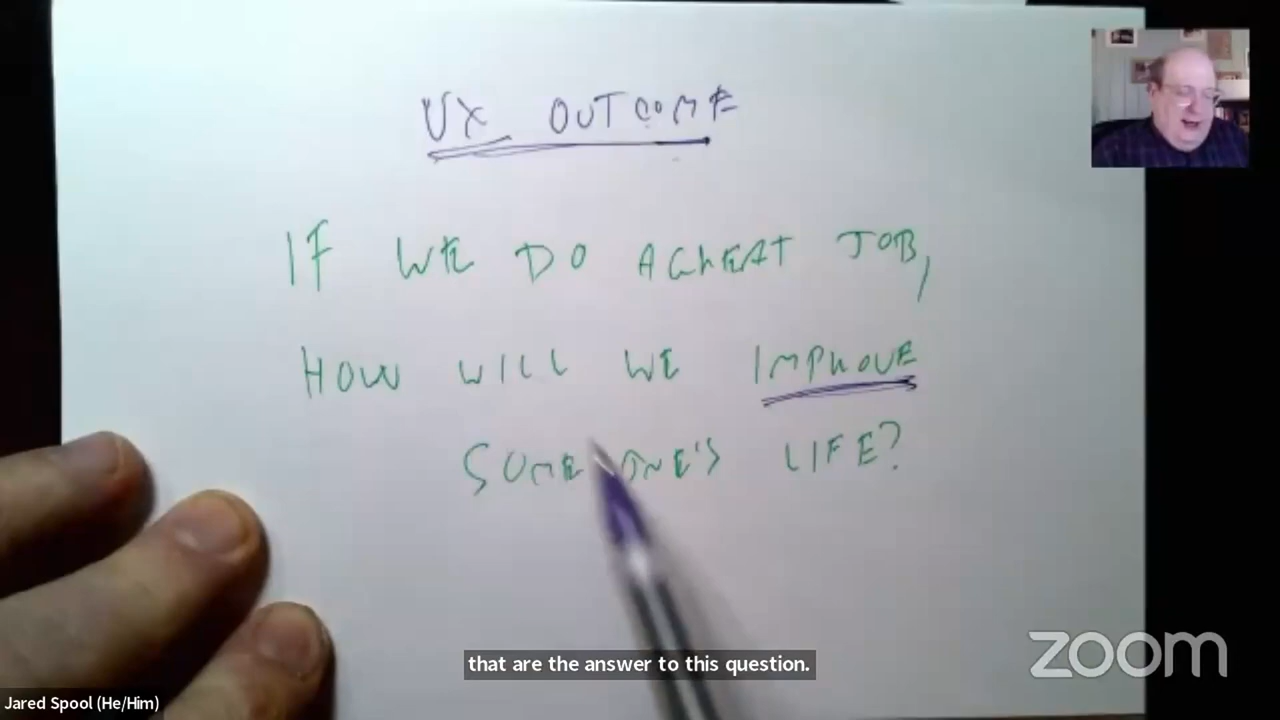 UX OUTCOME
IF WE DO A GREAT JOB,
HOW WILL WE IMPROVE
SOMEONE'S LIFE?
that are the answer to this question.
zoom
Jared Spool (He/Him)